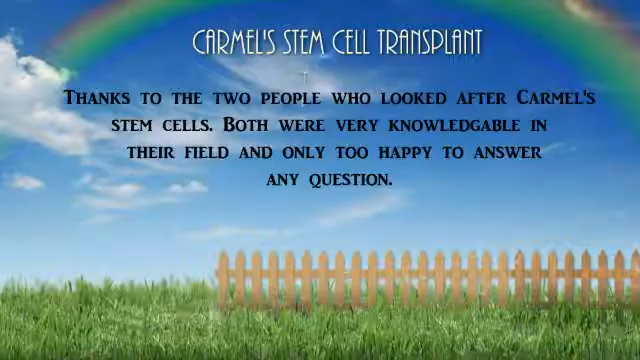 CARMEL'S STEM CELL TRANSPLANT
Thanks to the two people who looked after Carmel's
stem cells. Both were very knowledgable in
their field and only too happy to answer
any question.